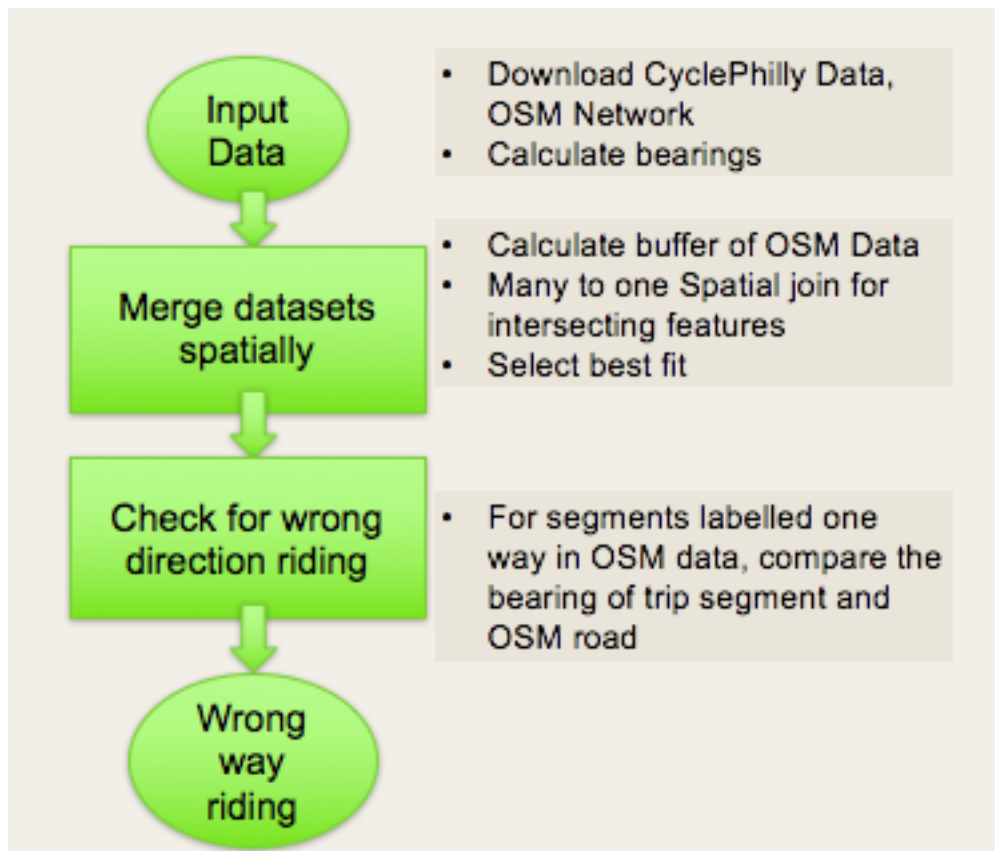 Input
Data
• Download CyclePhilly Data,
OSM Network
• Calculate bearings
Merge datasets
spatially
• Calculate buffer of OSM Data
• Many to one Spatial join for
intersecting features
• Select best fit
Check for wrong
direction riding
• For segments labelled one
way in OSM data, compare the
bearing of trip segment and
OSM road
Wrong
way
riding